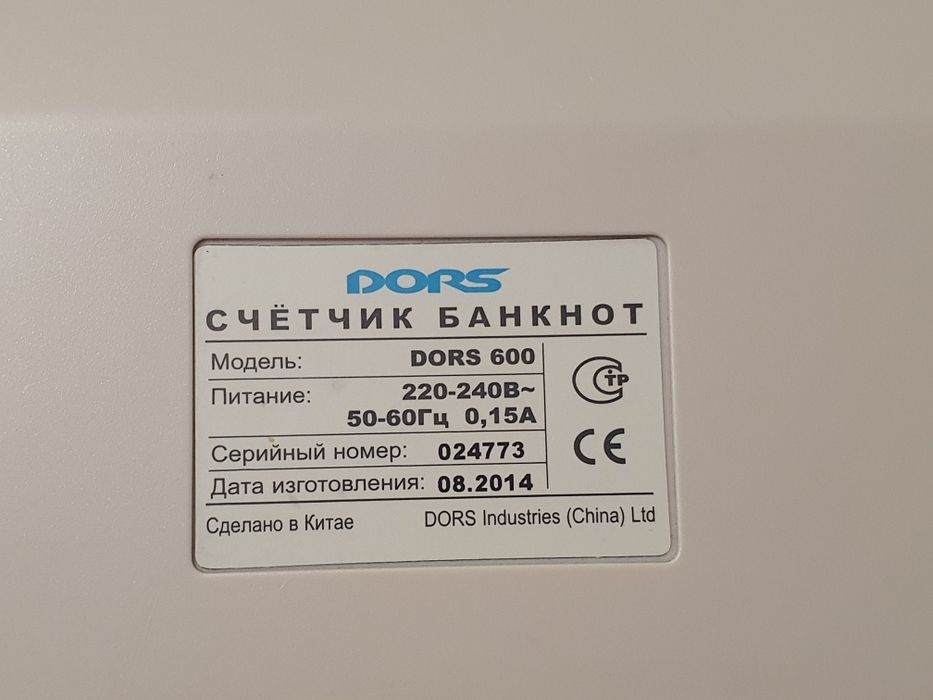 DORS
СЧЁТЧИК БАНКНОТ
Модель: DORS 600
Питание: 220-240В~
50-60Гц 0,15А
Серийный номер: 024773
Дата изготовления: 08.2014
Сделано в Китае DORS Industries (China) Ltd
ТР
CE